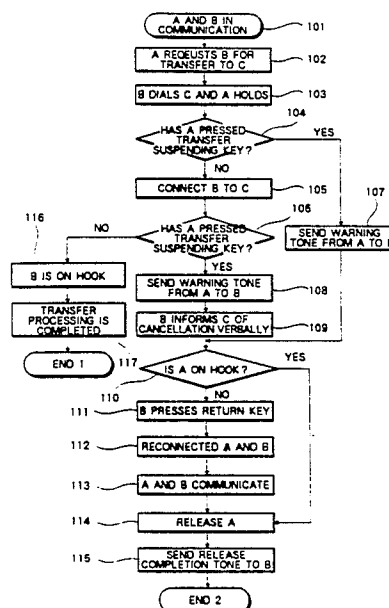 A AND B IN
COMMUNICATION
101
A REQEUSTS B FOR
TRANSFER TO C
102
B DIALS C AND A HOLDS
103
HAS A PRESSED
TRANSFER
SUSPENDING KEY?
104
YES
NO
CONNECT B TO C
105
107
SEND WARNING
TONE FROM A TO B
HAS A PRESSED
TRANSFER
SUSPENDING KEY?
106
NO
116
B IS ON HOOK
YES
SEND WARNING
TONE FROM A TO B
108
TRANSFER
PROCESSING IS
COMPLETED
117
B INFORMS C OF
CANCELLATION VERBALLY
109
END 1
IS A ON HOOK?
110
YES
NO
111
B PRESSES RETURN KEY
112
RECONNECTED A AND B
113
A AND B COMMUNICATE
114
RELEASE A
115
SEND RELEASE
COMPLETION TONE TO B
END 2